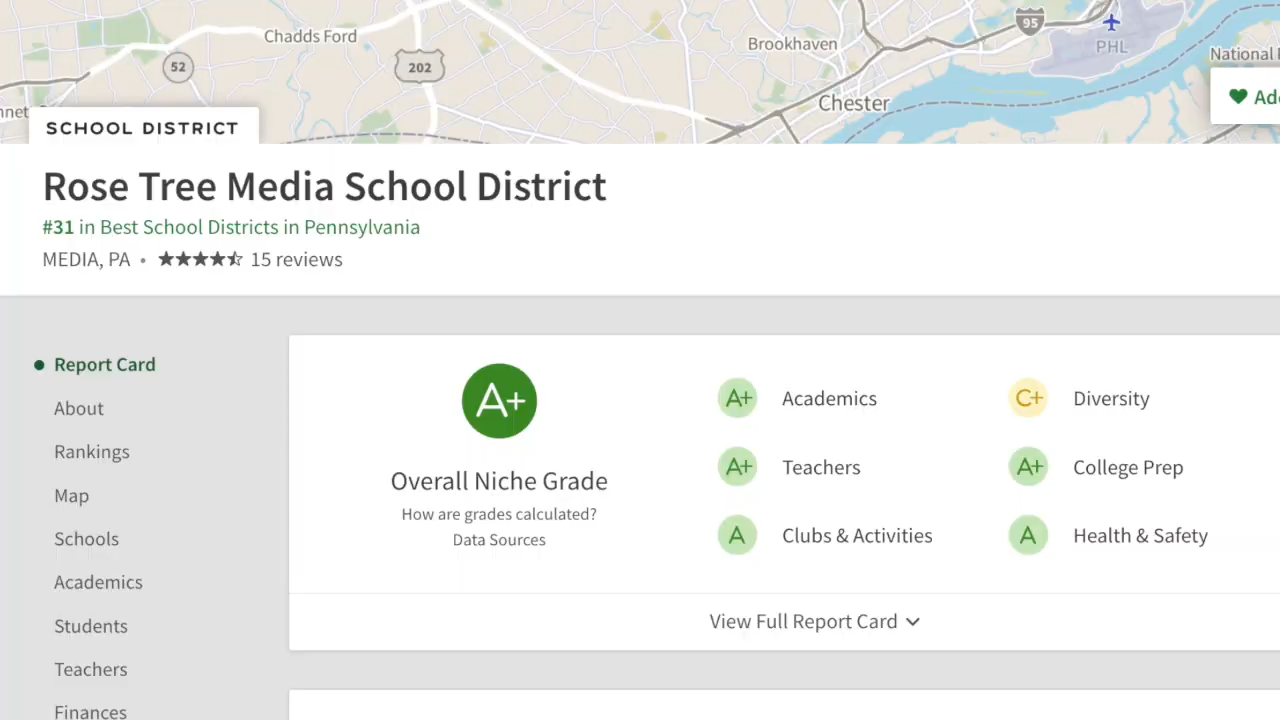 Chadds Ford
52
202
Brookhaven
95
PHL
National
Chester
SCHOOL DISTRICT
Rose Tree Media School District
#31 in Best School Districts in Pennsylvania
MEDIA, PA • ★★★★ 15 reviews
Report Card
About
Rankings
Map
Schools
Academics
Students
Teachers
Finances
A+
Overall Niche Grade
How are grades calculated?
Data Sources
A+ Academics
C+ Diversity
A+ Teachers
A+ College Prep
A Clubs & Activities
A Health & Safety
View Full Report Card